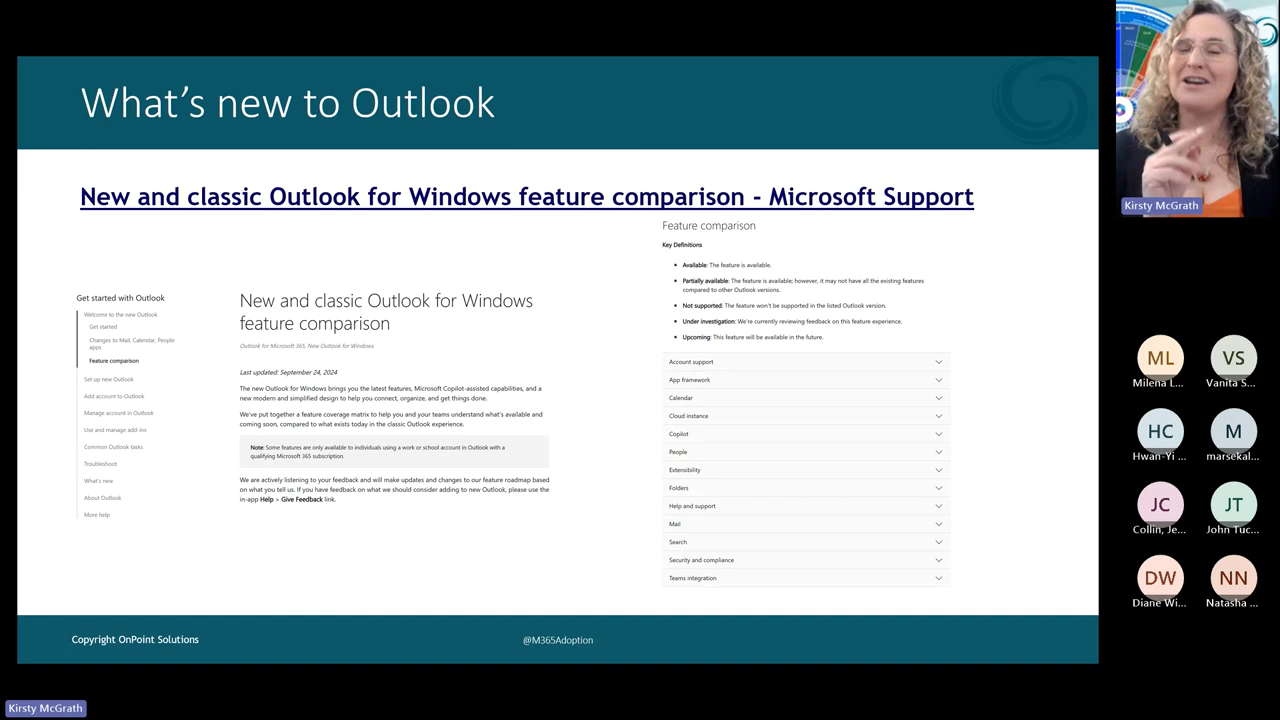 What's new to Outlook
New and classic Outlook for Windows feature comparison - Microsoft Support
Get started with Outlook
Welcome to the new Outlook
Get started
Changes to Mail, Calendar, People
apps
Feature comparison
Set up new Outlook
Add account to Outlook
Manage account in Outlook
Use and manage add-ins
Common Outlook tasks
Troubleshoot
What's new
About Outlook
More help
New and classic Outlook for Windows
feature comparison
Outlook for Microsoft 365, New Outlook for Windows
Last updated: September 24, 2024
The new Outlook for Windows brings you the latest features, Microsoft Copilot-assisted capabilities, and a
new modern and simplified design to help you connect, organize, and get things done.
We've put together a feature coverage matrix to help you and your teams understand what's available and
coming soon, compared to what exists today in the classic Outlook experience.
Note: Some features are only available to individuals using a work or school account in Outlook with a
qualifying Microsoft 365 subscription.
We are actively listening to your feedback and will make updates and changes to our feature roadmap based
on what you tell us. If you have feedback on what we should consider adding to new Outlook, please use the
in-app Help > Give Feedback link.
Feature comparison
Key Definitions
Available: The feature is available.
Partially available: The feature is available; however, it may not have all the existing features
compared to other Outlook versions.
Not supported: The feature won't be supported in the listed Outlook version.
Under investigation: We're currently reviewing feedback on this feature experience.
Upcoming: This feature will be available in the future.
Account support
App framework
Calendar
Cloud instance
Copilot
People
Extensibility
Folders
Help and support
Mail
Search
Security and compliance
Teams integration
Copyright OnPoint Solutions
@M365Adoption
Kirsty McGrath
ML
VS
Milena L...
Vanita S...
HC
M
Hwan-Yi ...
marsekal...
JC
JT
Collin, Je...
John Tuc...
DW
NN
Diane Wi...
Natasha ...
Kirsty McGrath